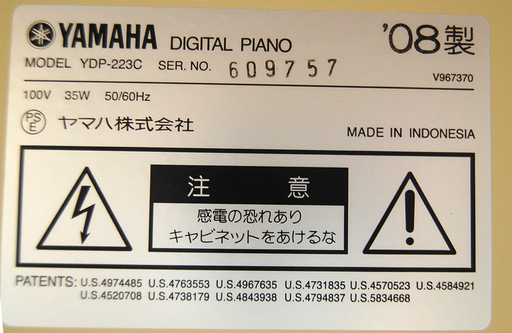 YAMAHA DIGITAL PIANO '08製
MODEL YDP-223C SER. NO. 609757
V967370
100V 35W 50/60Hz
PSE ヤマハ株式会社
MADE IN INDONESIA
注 意
感電の恐れあり
キャビネットをあけるな
PATENTS: U.S.4974485 U.S.4763553 U.S.4967635 U.S.4731835 U.S.4570523 U.S.4584921
U.S.4520708 U.S.4738179 U.S.4843938 U.S.4794837 U.S.5834668